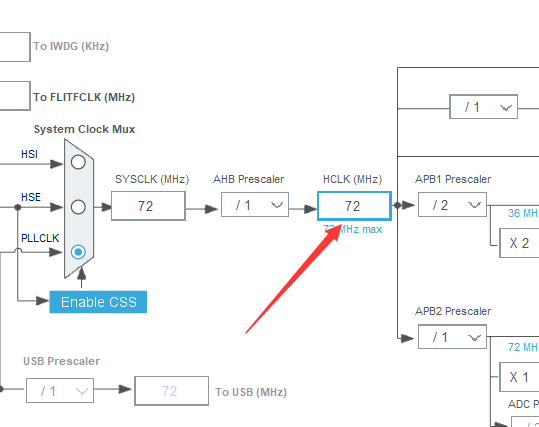 To IWDG (KHz)
To FLITFCLK (MHz)
/ 1
System Clock Mux
HSI
SYSCLK (MHz)
AHB Prescaler
HCLK (MHz)
APB1 Prescaler
HSE
72
/ 1
72
/ 2
36 MH
72 MHz max
PLLCLK
X 2
Enable CSS
APB2 Prescaler
/ 1
72 MH
USB Prescaler
/ 1
72
To USB (MHz)
X 1
ADC P